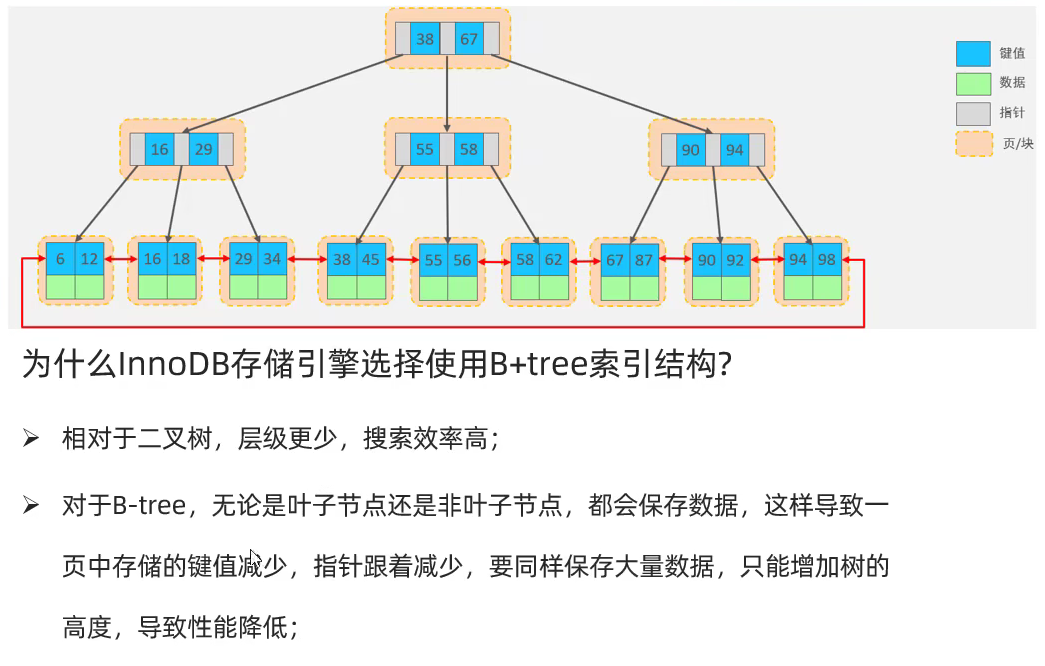 38 67
键值
数据
指针
页/块
16 29
55 58
90 94
6 12
16 18
29 34
38 45
55 56
58 62
67 87
90 92
94 98
为什么InnoDB存储引擎选择使用B+tree索引结构?
➢ 相对于二叉树，层级更少，搜索效率高；
➢ 对于B-tree，无论是叶子节点还是非叶子节点，都会保存数据，这样导致一
页中存储的键值减少，指针跟着减少，要同样保存大量数据，只能增加树的
高度，导致性能降低；